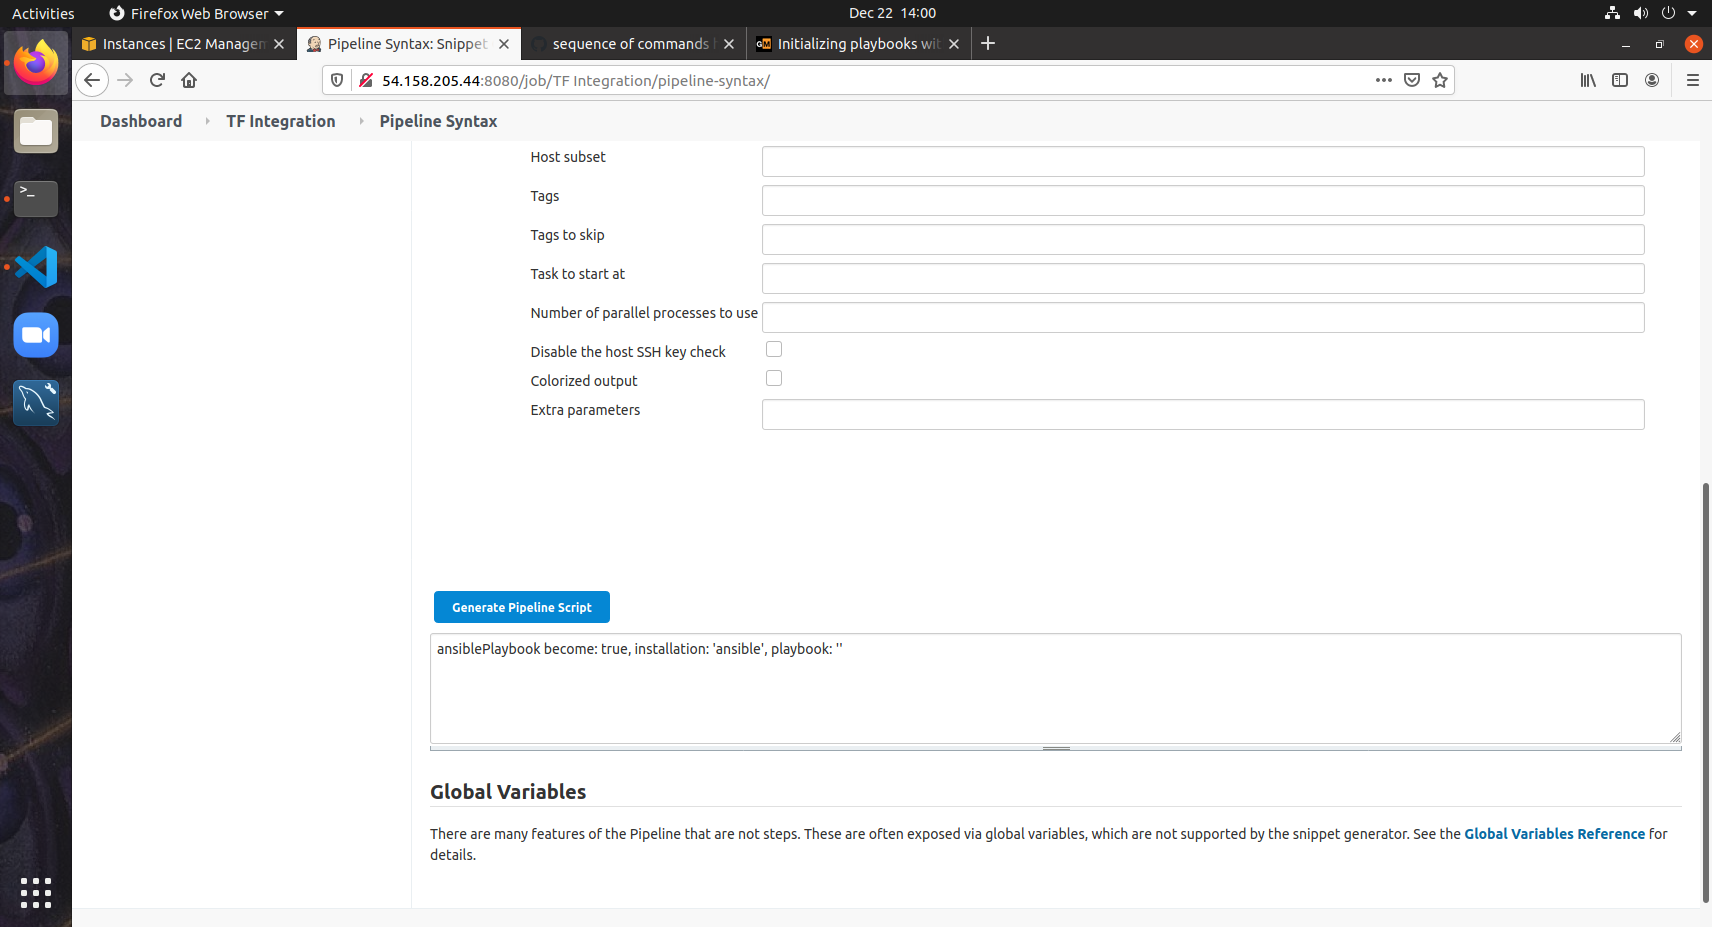 Activities
Firefox Web Browser
Dec 22 14:00
Instances | EC2 Managem
Pipeline Syntax: Snippet
sequence of commands
Initializing playbooks wit
54.158.205.44:8080/job/TF Integration/pipeline-syntax/
Dashboard
TF Integration
Pipeline Syntax
Host subset
Tags
Tags to skip
Task to start at
Number of parallel processes to use
Disable the host SSH key check
Colorized output
Extra parameters
Generate Pipeline Script
ansiblePlaybook become: true, installation: 'ansible', playbook: ''
Global Variables
There are many features of the Pipeline that are not steps. These are often exposed via global variables, which are not supported by the snippet generator. See the Global Variables Reference for
details.